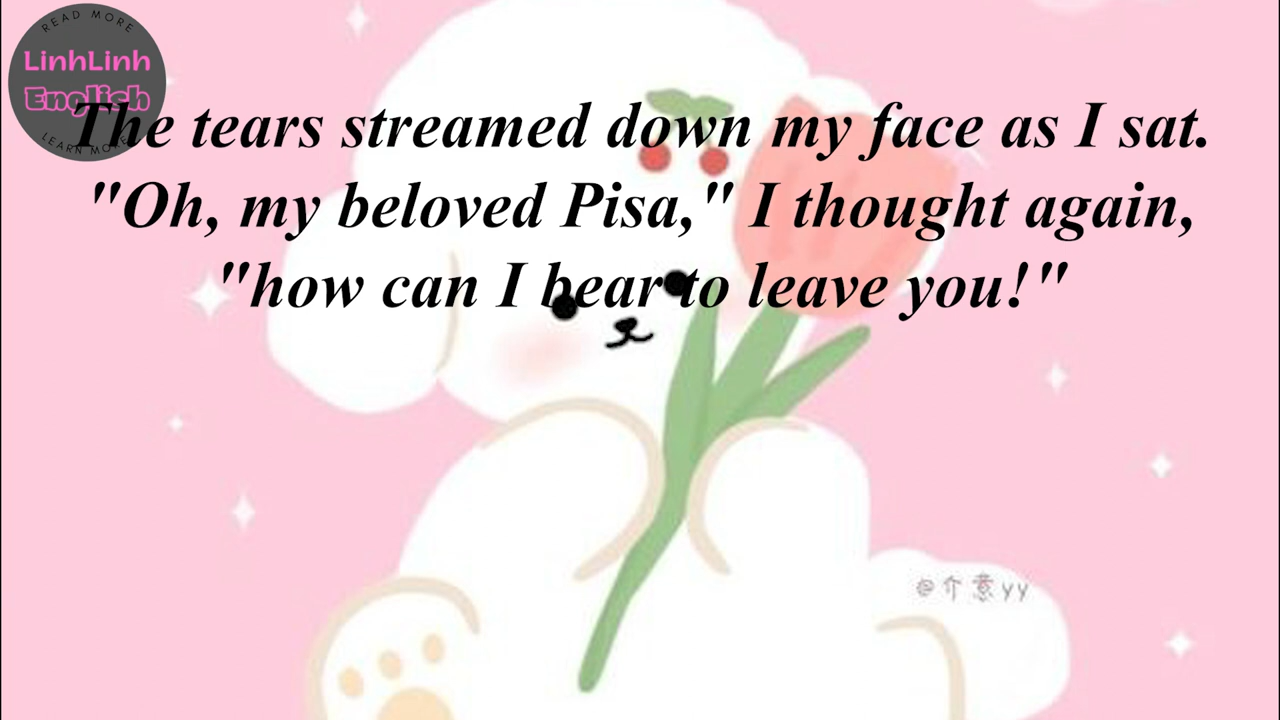 READ MORE
LinhLinh
English
LEARN MORE
The tears streamed down my face as I sat.
"Oh, my beloved Pisa," I thought again,
"how can I bear to leave you!"
@介意yy